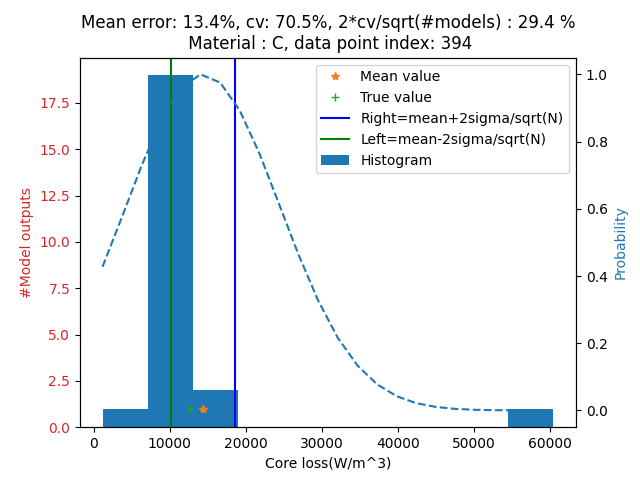 Mean error: 13.4%, cv: 70.5%, 2*cv/sqrt(#models) : 29.4 %
Material : C, data point index: 394
Mean value
True value
Right=mean+2sigma/sqrt(N)
Left=mean-2sigma/sqrt(N)
Histogram
#Model outputs
17.5
15.0
12.5
10.0
7.5
5.0
2.5
0.0
1.0
0.8
0.6
0.4
0.2
0.0
Probability
0 10000 20000 30000 40000 50000 60000
Core loss(W/m^3)